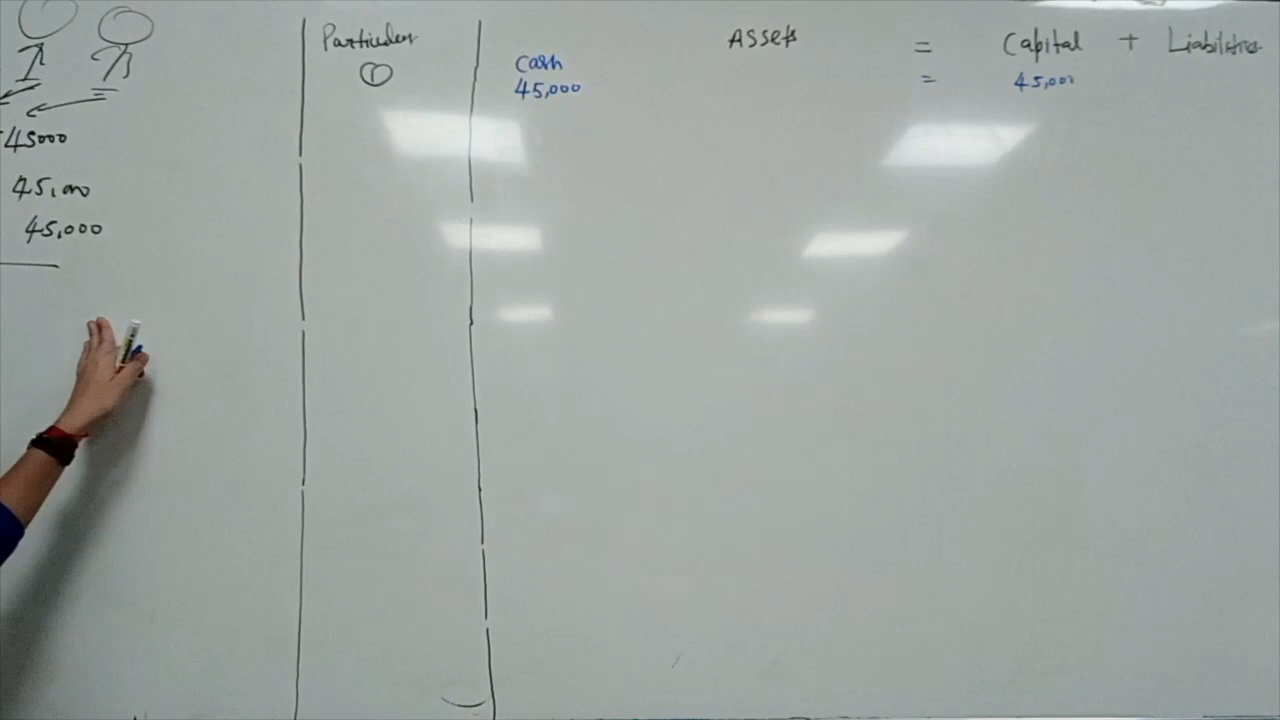 Particulars Assets = Capital + Liabilities
① Cash
45,000 = 45,000
45000
45,000
45,000